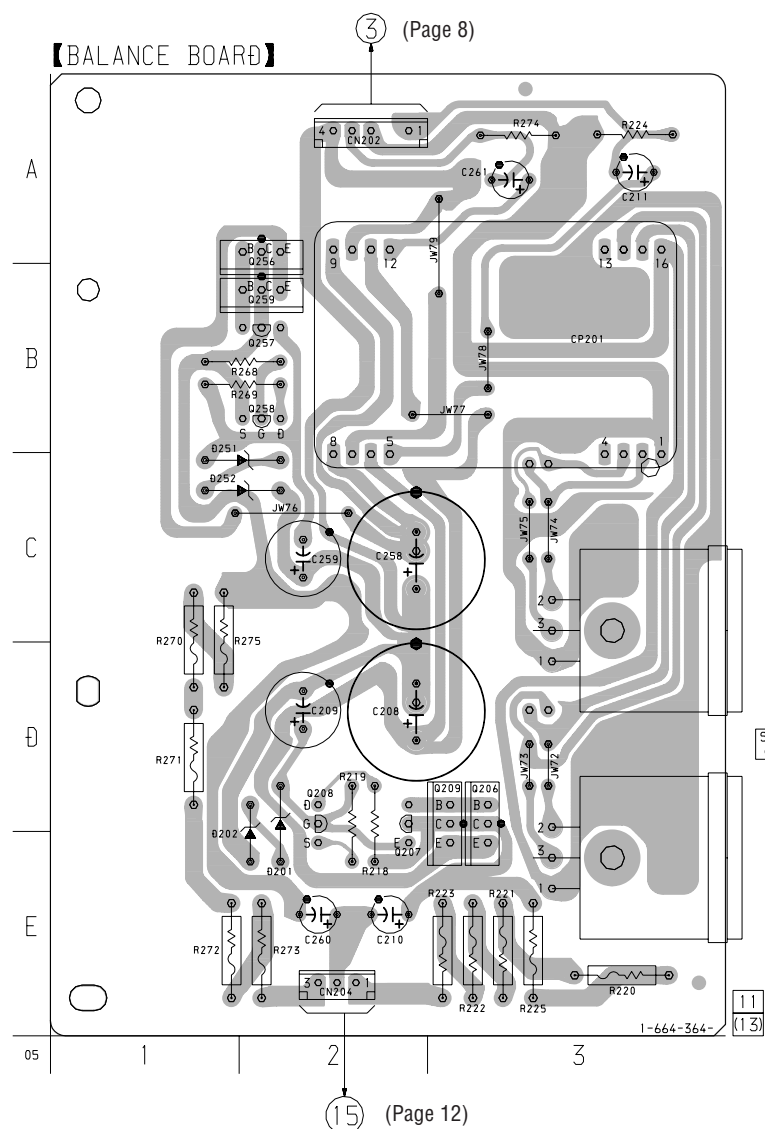 3 (Page 8)
【BALANCE BOARD】
4 1
CN202
R274
R224
C261
C211
A
B C E
Q256
JW79
9 12
13 16
B C E
Q259
Q257
CP201
B
R268
JW78
R269
JW77
Q258
S G D
8 5
4 1
D251
D252
JW76
JW75
JW74
C
C259
C258
2
3
1
R270
R275
C209
C208
D
R271
JW73
JW72
R219
Q208
Q209
Q206
D
B B
G
C C
2
D202
S
E
E E
3
Q207
D201
R218
1
R223
R221
E
C260
C210
R272
R273
3 1
CN204
R222
R225
R220
1-664-364-
11
(13)
05
1
2
3
15 (Page 12)